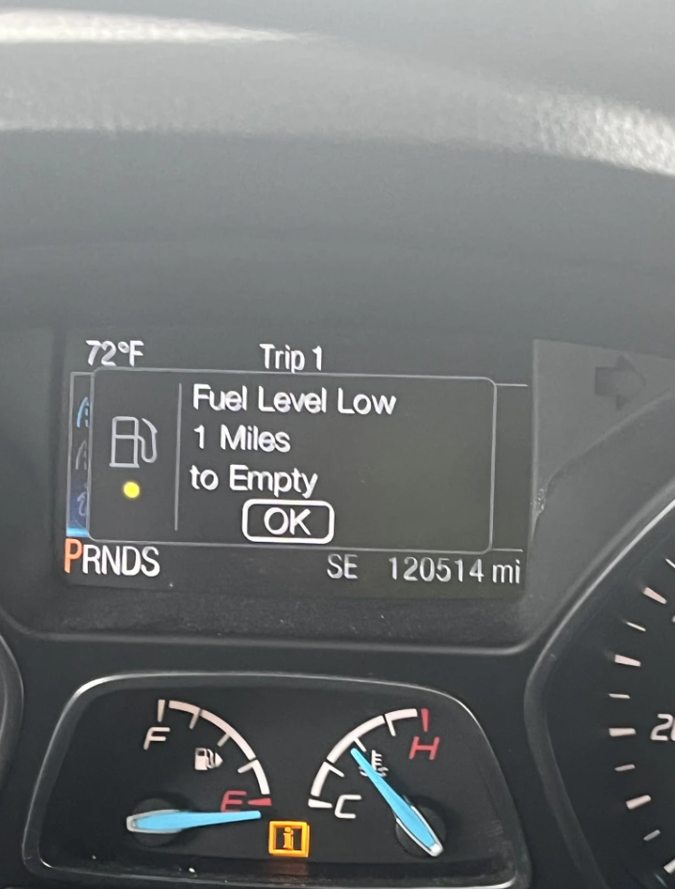 72°F Trip 1
Fuel Level Low
1 Miles
to Empty
OK
PRNDS SE 120514 mi
F H
E C